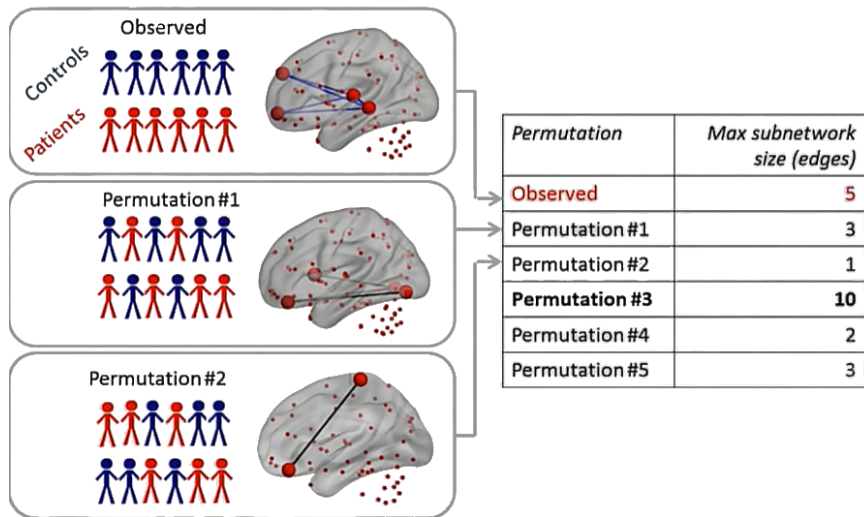 Observed
Controls
Patients
Permutation #1
Permutation #2
Permutation Max subnetwork
size (edges)
Observed 5
Permutation #1 3
Permutation #2 1
Permutation #3 10
Permutation #4 2
Permutation #5 3